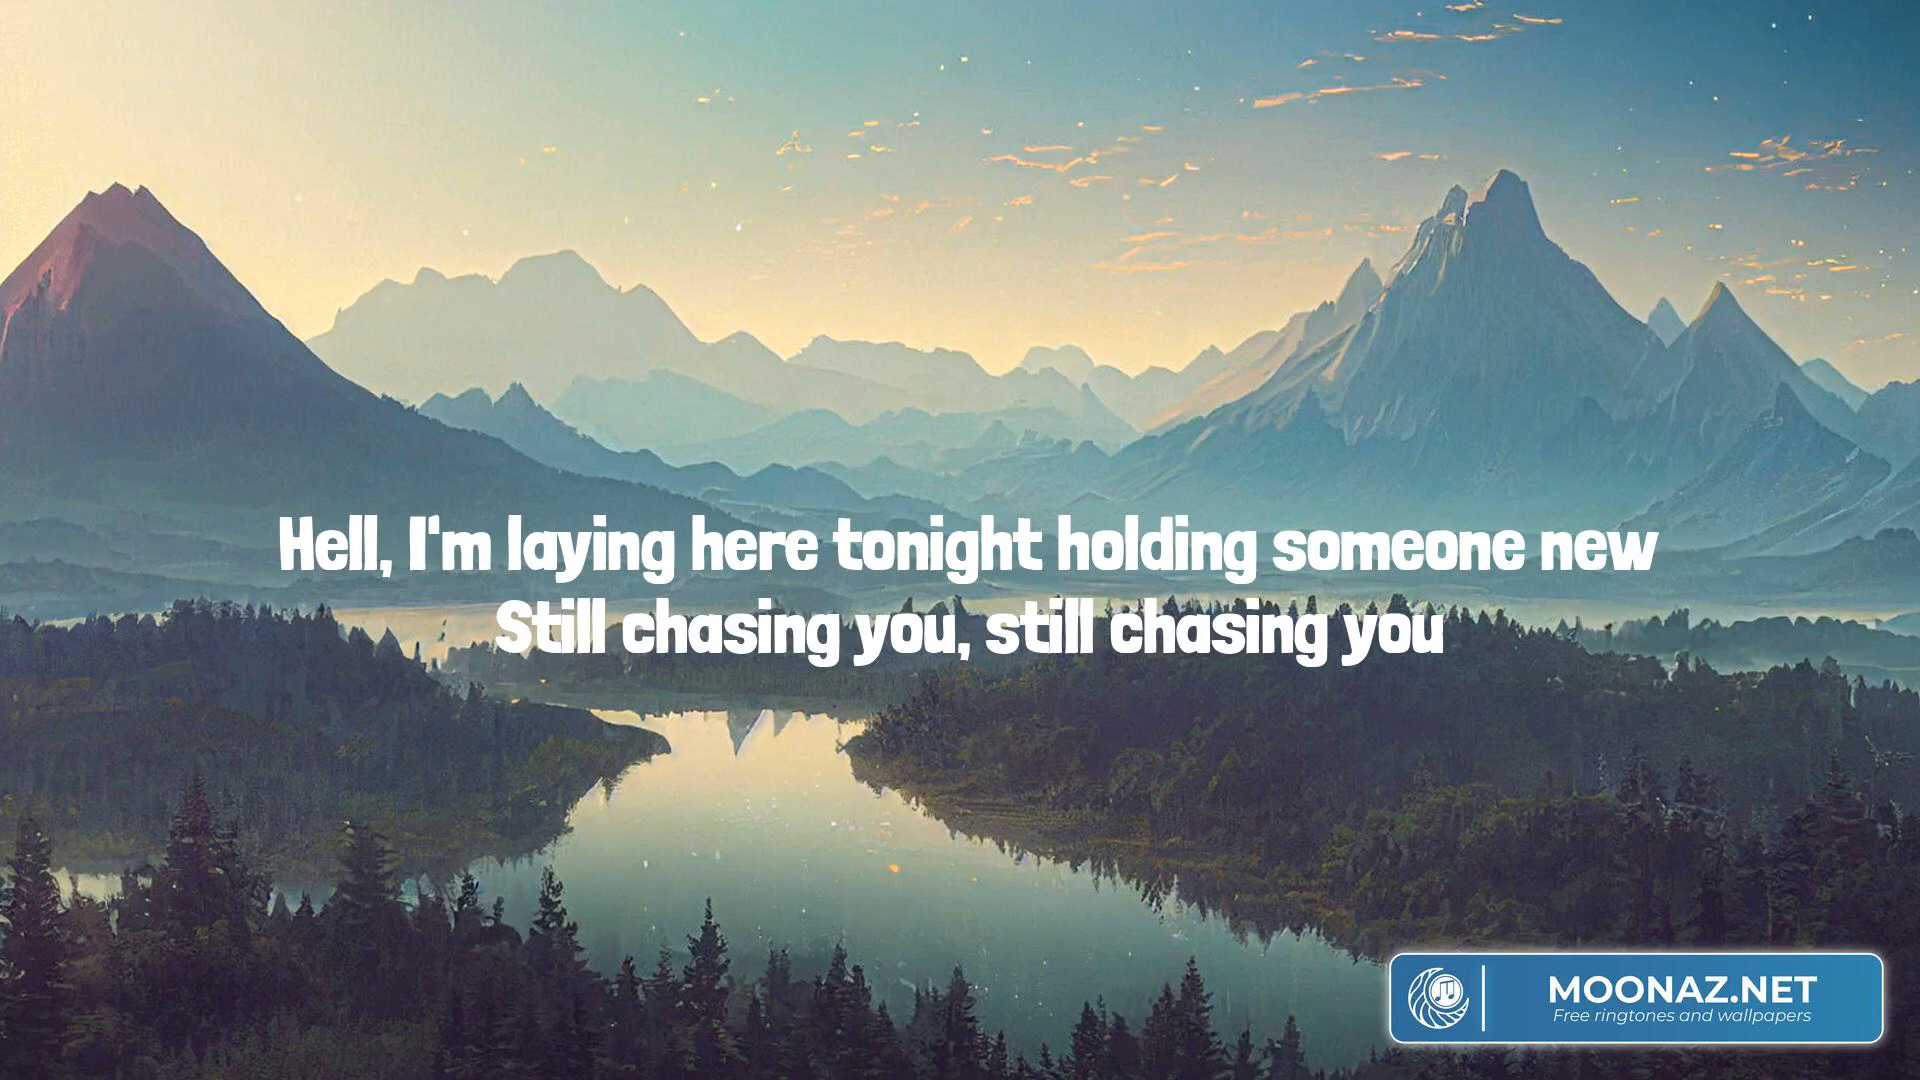 Hell, I'm laying here tonight holding someone new
Still chasing you, still chasing you
MOONAZ.NET
Free ringtones and wallpapers